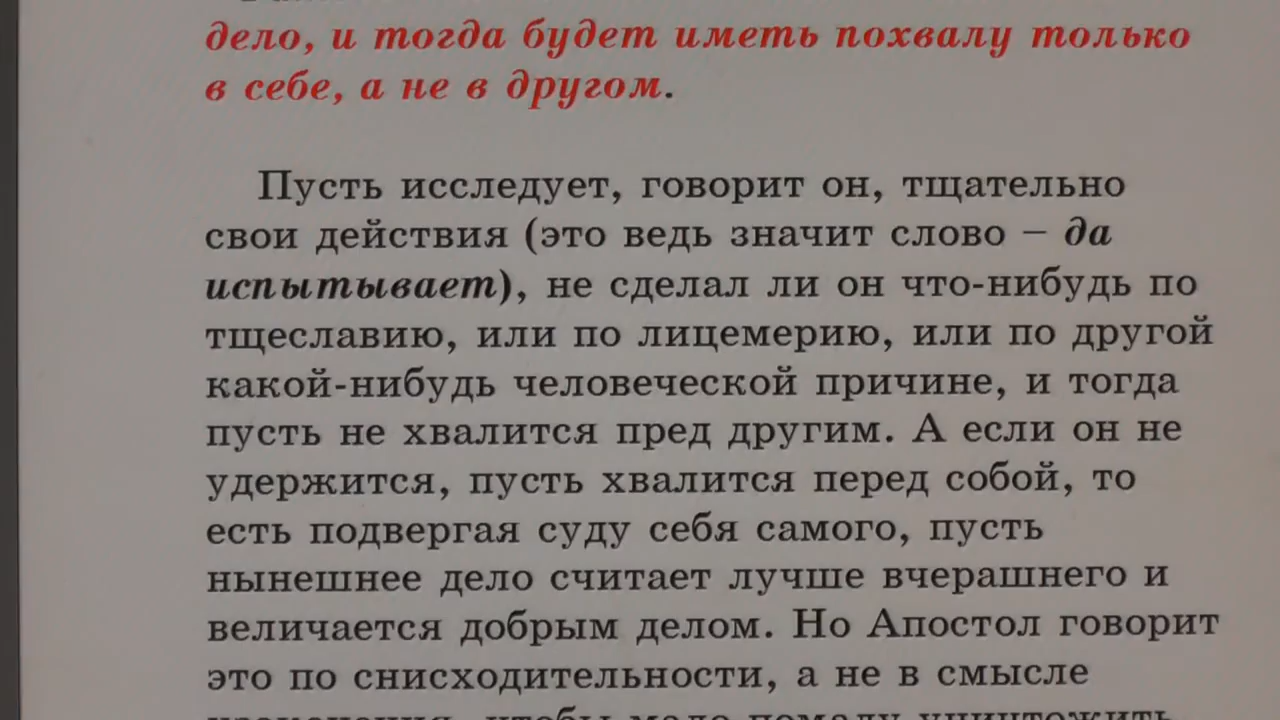 дело, и тогда будет иметь похвалу только
в себе, а не в другом.
Пусть исследует, говорит он, тщательно
свои действия (это ведь значит слово – да
испытывает), не сделал ли он что-нибудь по
тщеславию, или по лицемерию, или по другой
какой-нибудь человеческой причине, и тогда
пусть не хвалится пред другим. А если он не
удержится, пусть хвалится перед собой, то
есть подвергая суду себя самого, пусть
нынешнее дело считает лучше вчерашнего и
величается добрым делом. Но Апостол говорит
это по снисходительности, а не в смысле
чтобы мало помалу уничтожить